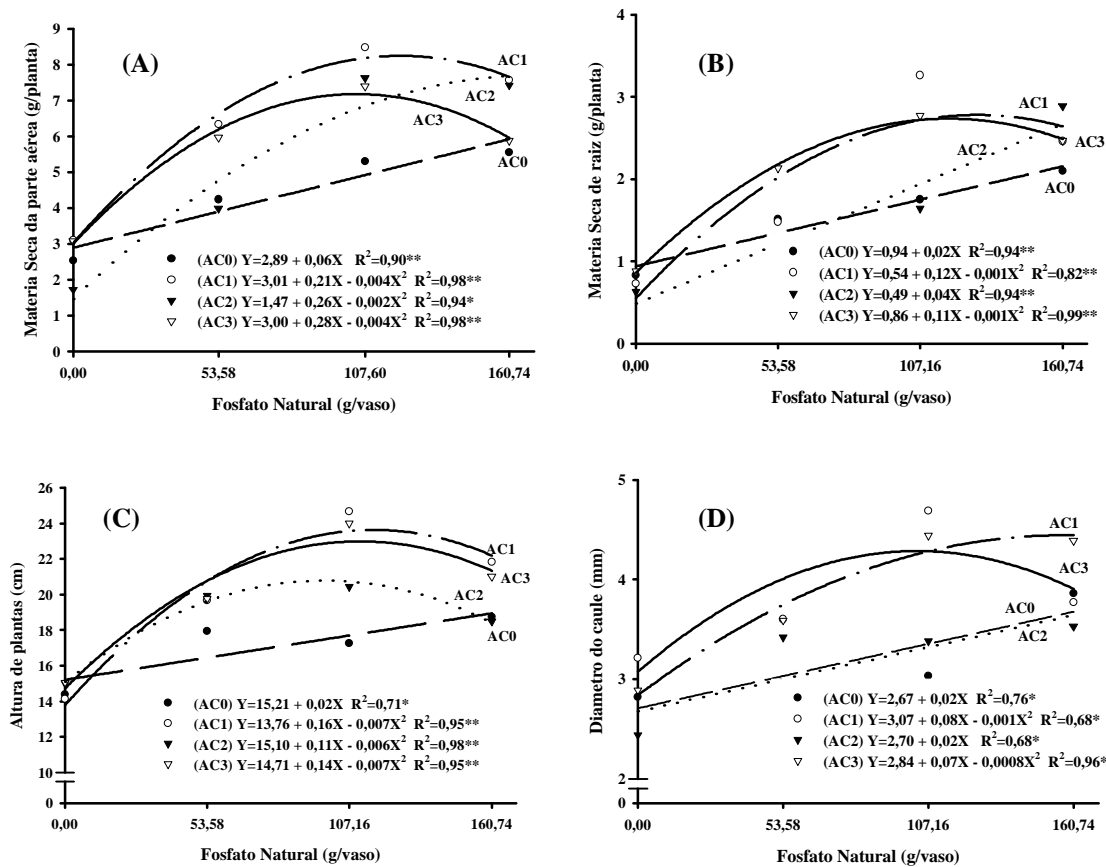 (A)
Materia Seca da parte aérea (g/planta)
9
8
7
6
5
4
3
2
1
0
AC1
AC2
AC3
AC0
(AC0) Y=2,89 + 0,06X R²=0,90**
(AC1) Y=3,01 + 0,21X - 0,004X² R²=0,98**
(AC2) Y=1,47 + 0,26X - 0,002X² R²=0,94*
(AC3) Y=3,00 + 0,28X - 0,004X² R²=0,98**
0,00 53,58 107,60 160,74
Fosfato Natural (g/vaso)
(B)
Materia Seca de raiz (g/planta)
4
3
2
1
0
AC1
AC2
AC3
AC0
(AC0) Y=0,94 + 0,02X R²=0,94**
(AC1) Y=0,54 + 0,12X -0,001X² R²=0,82**
(AC2) Y=0,49 + 0,04X R²=0,94**
(AC3) Y=0,86 + 0,11X -0,001X² R²=0,99**
0,00 53,58 107,16 160,74
Fosfato Natural (g/vaso)
(C)
Altura de plantas (cm)
26
24
22
20
18
16
14
12
10
0
AC1
AC3
AC2
AC0
(AC0) Y=15,21 + 0,02X R²=0,71*
(AC1) Y=13,76 + 0,16X - 0,007X² R²=0,95**
(AC2) Y=15,10 + 0,11X - 0,006X² R²=0,98**
(AC3) Y=14,71 + 0,14X - 0,007X² R²=0,95**
0,00 53,58 107,16 160,74
Fosfato Natural (g/vaso)
(D)
Diametro do caule (mm)
5
4
3
2
0
AC1
AC3
AC0
AC2
(AC0) Y=2,67 + 0,02X R²=0,76*
(AC1) Y=3,07 + 0,08X -0,001X² R²=0,68*
(AC2) Y=2,70 + 0,02X R²=0,68*
(AC3) Y=2,84 + 0,07X -0,0008X² R²=0,96*
0,00 53,58 107,16 160,74
Fosfato Natural (g/vaso)